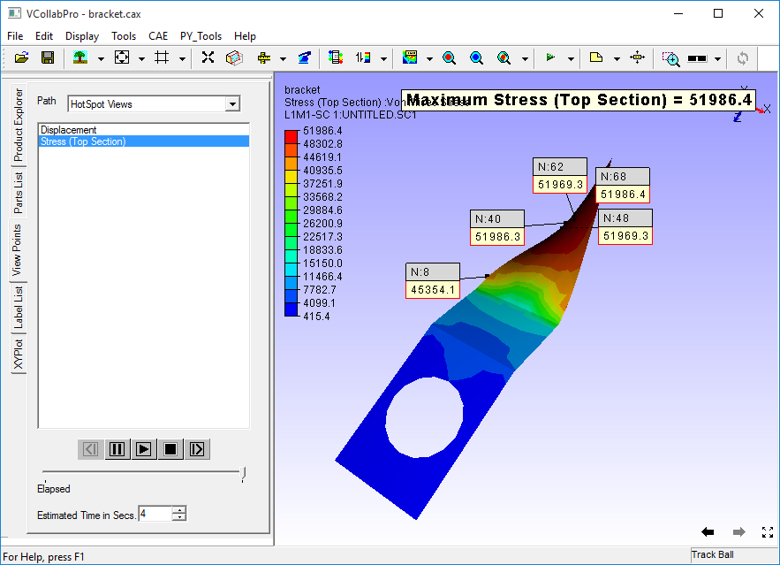 VCollabPro - bracket.cax
File Edit Display Tools CAE PY_Tools Help
Product Explorer
Parts List
View Points
Label List
XYPlot
Path
HotSpot Views
Displacement
Stress (Top Section)
Elapsed
Estimated Time in Secs.
4
bracket
Stress (Top Section) :Von
Maximum Stress (Top Section) = 51986.4
L1M1-SC 1:UNTITLED.SC1
X
Z
51986.4
48302.8
44619.1
40935.5
37251.9
33568.2
29884.6
26200.9
22517.3
18833.6
15150.0
11466.4
7782.7
4099.1
415.4
N:62
51969.3
N:68
51986.4
N:40
51986.3
N:48
51969.3
N:8
45354.1
For Help, press F1
Track Ball